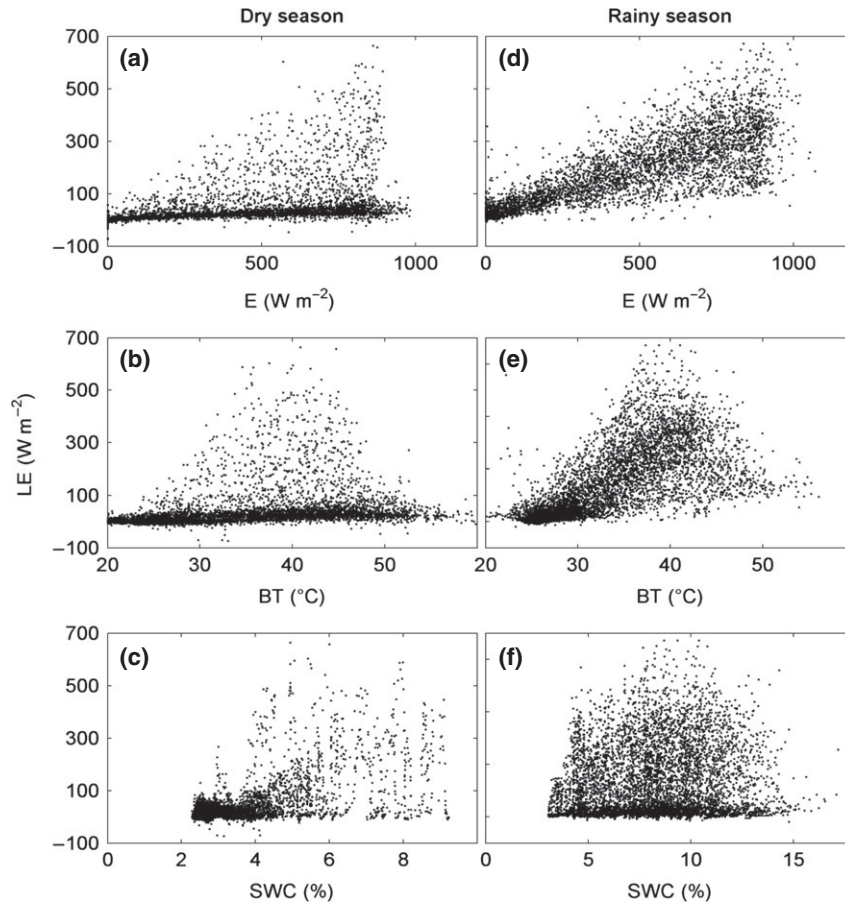 Dry season
Rainy season
(a)
(d)
700
500
300
100
–100
0
500
1000
0
500
1000
E (W m⁻²)
E (W m⁻²)
(b)
(e)
700
500
300
100
–100
LE (W m⁻²)
20
30
40
50
20
30
40
50
BT (°C)
BT (°C)
(c)
(f)
700
500
300
100
–100
0
2
4
6
8
0
5
10
15
SWC (%)
SWC (%)